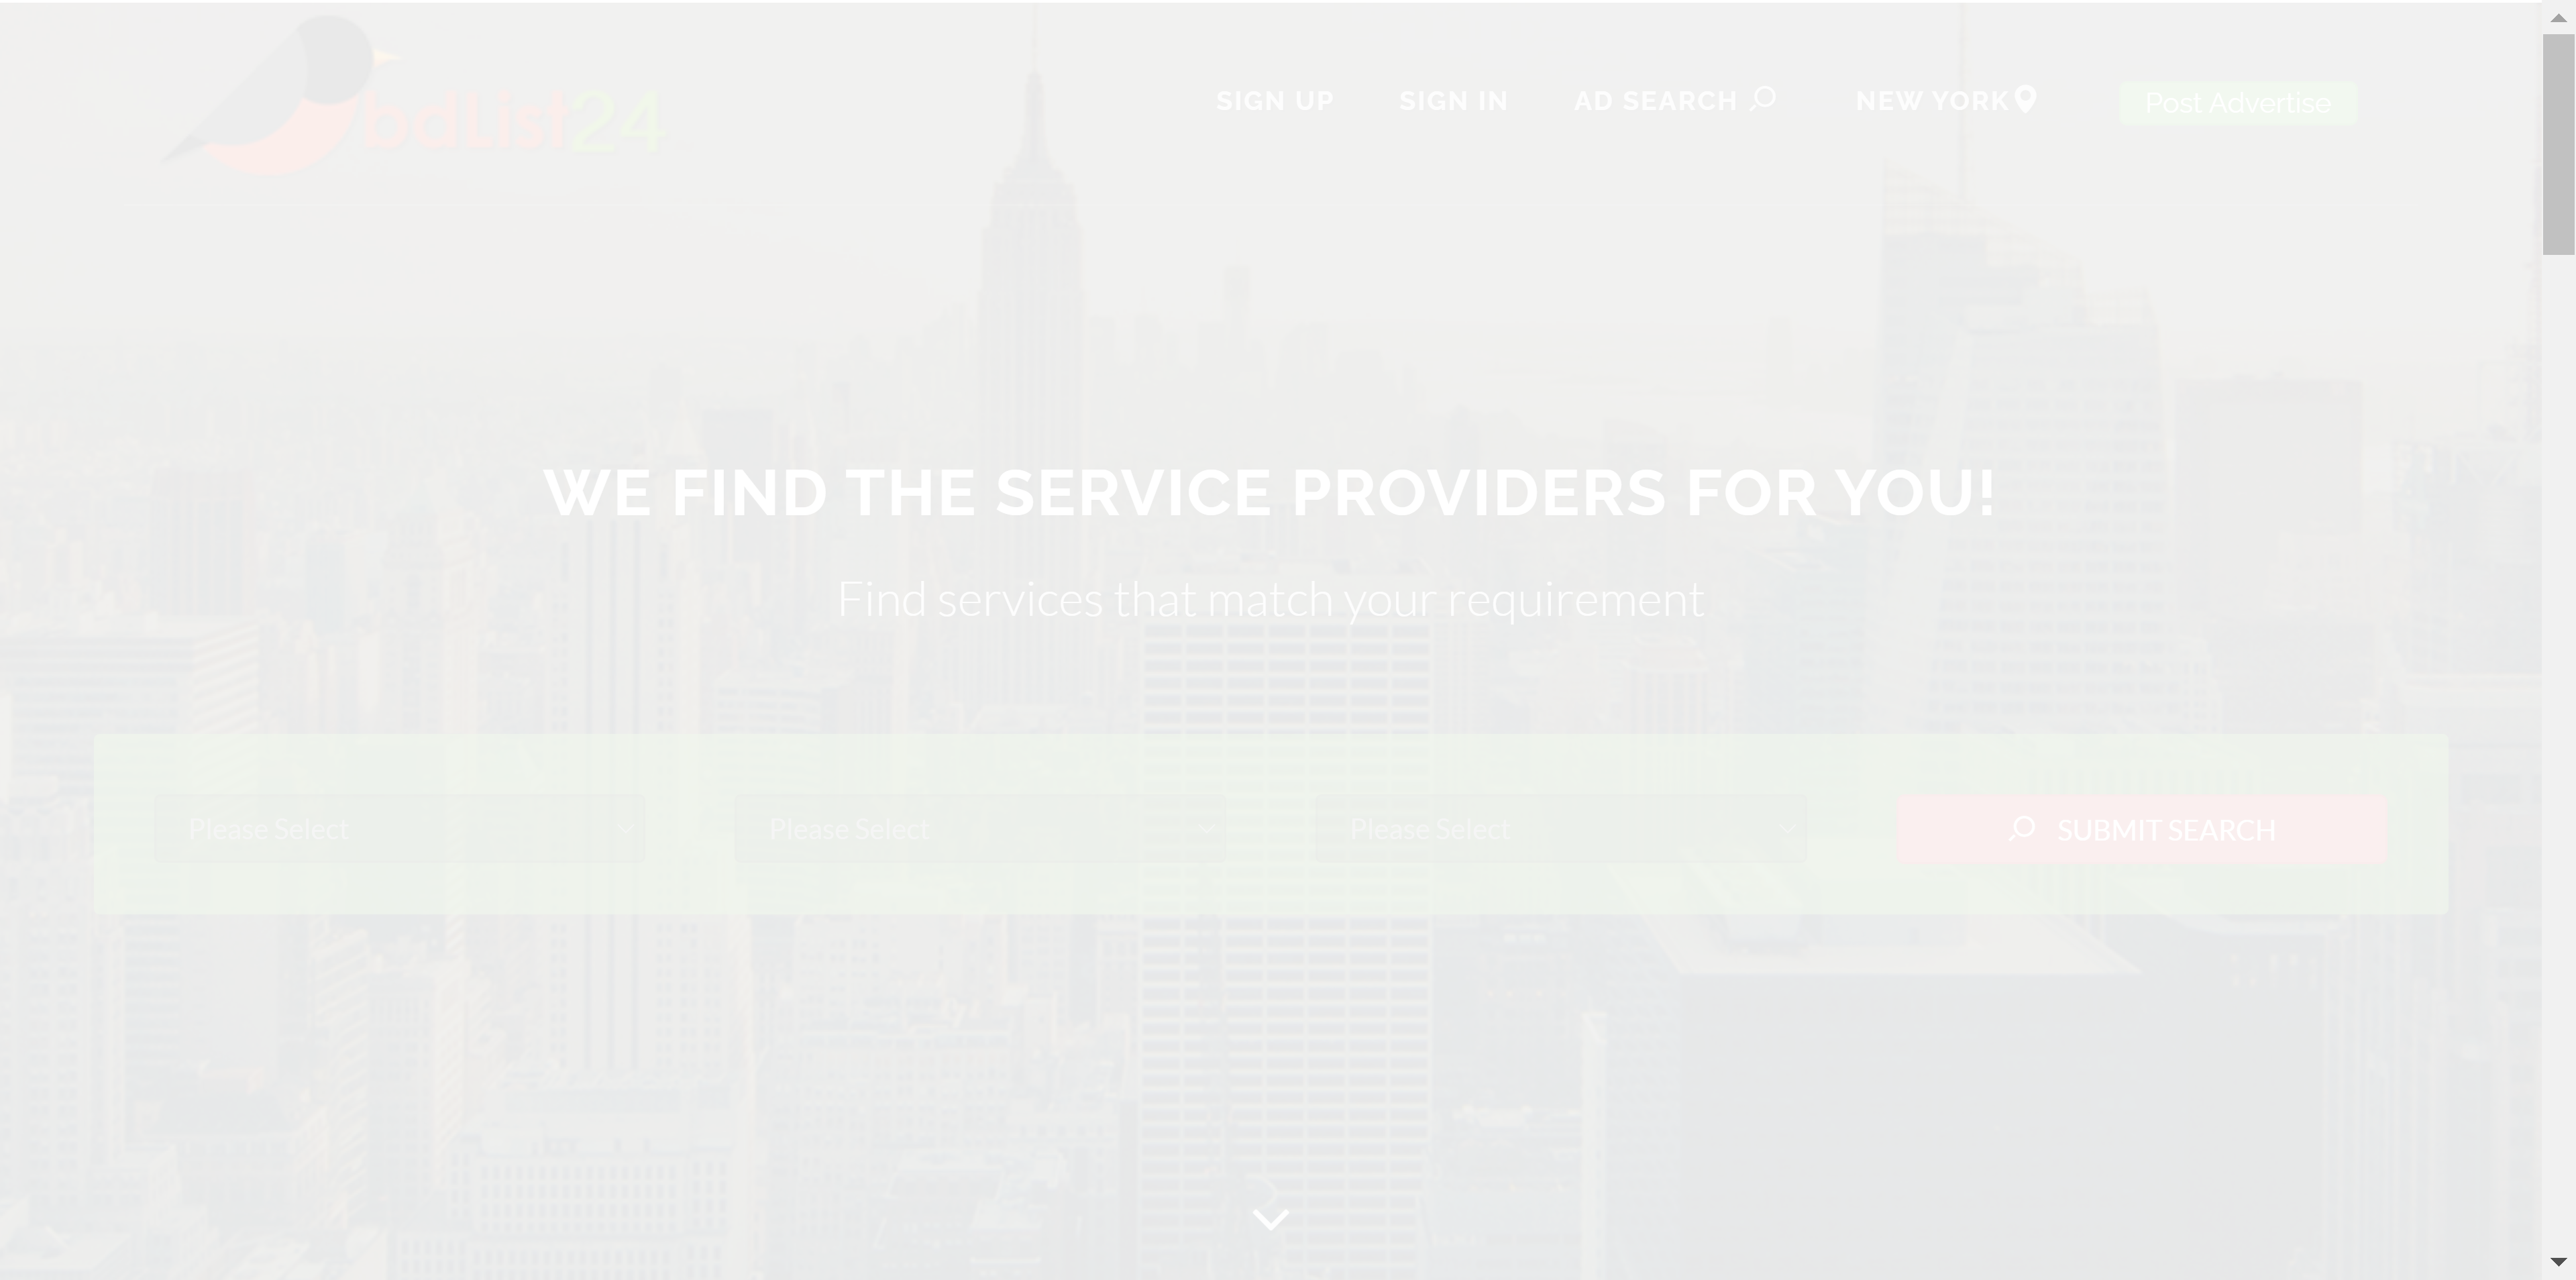 bdList24
SIGN UP SIGN IN AD SEARCH NEW YORK Post Advertise
WE FIND THE SERVICE PROVIDERS FOR YOU!
Find services that match your requirement
Please Select Please Select Please Select SUBMIT SEARCH